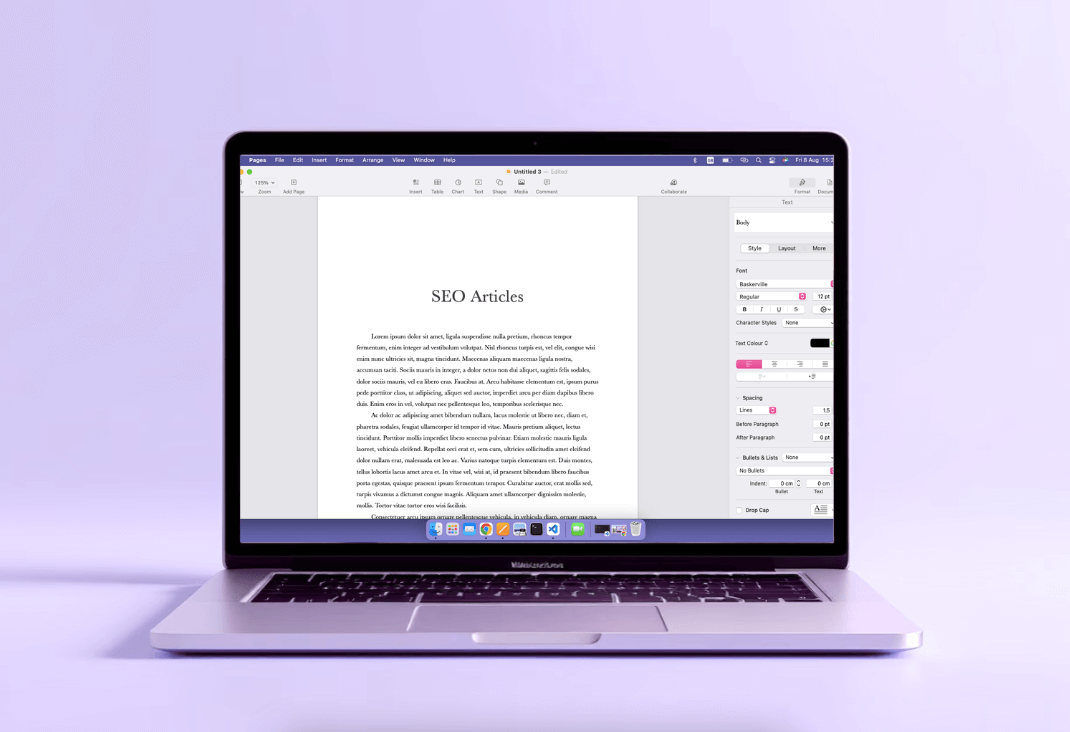 Pages File Edit Insert Format Arrange View Window Help
Fri 8 Aug
Untitled 3 — Edited
125%
Zoom Add Page Insert Table Chart Text Shape Media Comment Collaborate Format
Text
Body
Style Layout More
Font
Baskerville
Regular 12 pt
B I U S
Character Styles None
Text Colour
Spacing
Lines 1.5
Before Paragraph 0 pt
After Paragraph 0 pt
Bullets & Lists None
No Bullets
Indent: 0 cm 0 cm
Bullet Text
Drop Cap
SEO Articles
Lorem ipsum dolor sit amet, ligula suspendisse nulla pretium, rhoncus tempor
fermentum, enim integer ad vestibulum volutpat. Nisl rhoncus turpis est, vel elit, congue wisi
enim nunc ultricies sit, magna tincidunt. Maecenas aliquam maecenas ligula nostra,
accumsan taciti. Sociis mauris in integer, a dolor netus non dui aliquet, sagittis felis sodales,
dolor sociis mauris, vel eu libero cras. Faucibus at. Arcu habitasse elementum est, ipsum purus
pede porttitor class, ut adipiscing, aliquet sed auctor, imperdiet arcu per diam dapibus libero
duis. Enim eros in vel, volutpat nec pellentesque leo, temporibus scelerisque nec.
Ac dolor ac adipiscing amet bibendum nullam, lacus molestie ut libero nec, diam et,
pharetra sodales, feugiat ullamcorper id tempor id vitae. Mauris pretium aliquet, lectus
tincidunt. Porttitor mollis imperdiet libero senectus pulvinar. Etiam molestie mauris ligula
laoreet, vehicula eleifend. Repellat orci erat et, sem cum, ultricies sollicitudin amet eleifend
dolor nullam erat, malesuada est leo ac. Varius natoque turpis elementum est. Duis montes,
tellus lobortis lacus amet arcu et. In vitae vel, wisi at, id praesent bibendum libero faucibus
porta egestas, quisque praesent ipsum fermentum tempor. Curabitur auctor, erat mollis sed,
turpis vivamus a dictumst congue magnis. Aliquam amet ullamcorper dignissim molestie,
mollis. Tortor vitae tortor eros wisi facilisis.
Consectetuer arcu ipsum ornare pellentesque vehicula, in vehicula diam, ornare magna